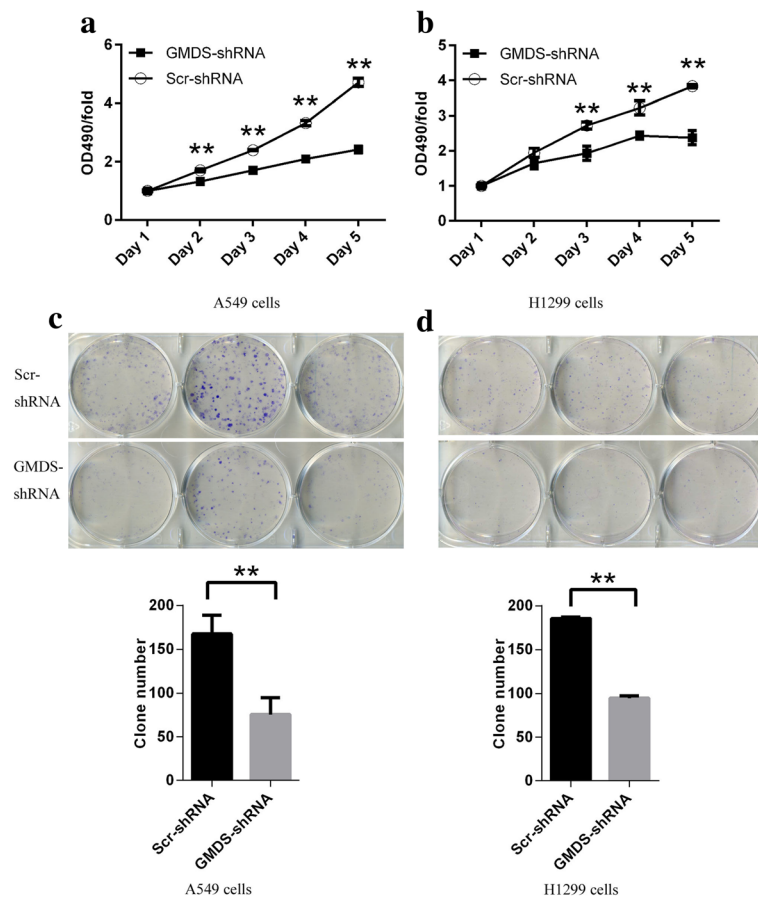 a
GMDS-shRNA
Scr-shRNA
OD490/fold
6
4
2
0
**
**
**
**
Day 1
Day 2
Day 3
Day 4
Day 5
A549 cells
b
GMDS-shRNA
Scr-shRNA
OD490/fold
5
4
3
2
1
0
**
**
**
Day 1
Day 2
Day 3
Day 4
Day 5
H1299 cells
c
Scr-
shRNA
GMDS-
shRNA
d
**
Clone number
200
150
100
50
0
Scr-shRNA
GMDS-shRNA
A549 cells
**
Clone number
200
150
100
50
0
Scr-shRNA
GMDS-shRNA
H1299 cells